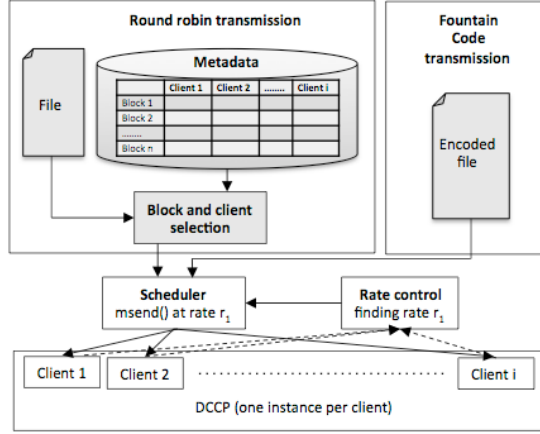 Round robin transmission
Fountain
Code
transmission
Metadata
File
Client 1 Client 2 ........ Client i
Block 1
Block 2
........
Block n
Encoded
file
Block and client
selection
Scheduler
msend() at rate r1
Rate control
finding rate r1
Client 1
Client 2
Client i
DCCP (one instance per client)